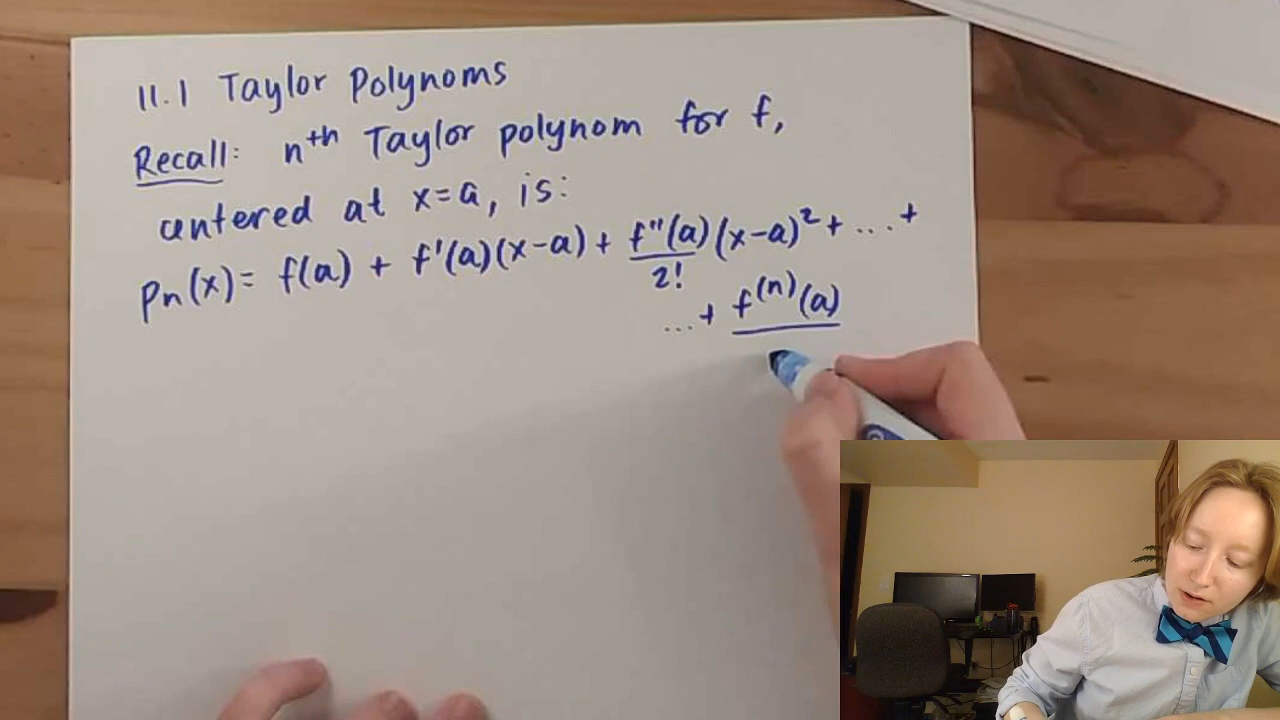 11.1 Taylor Polynoms
Recall: nᵗʰ Taylor polynom for f,
centered at x=a, is:
Pn(x)= f(a) + f'(a)(x-a) + f''(a)/2! (x-a)² + ... +
... + f⁽ⁿ⁾(a)